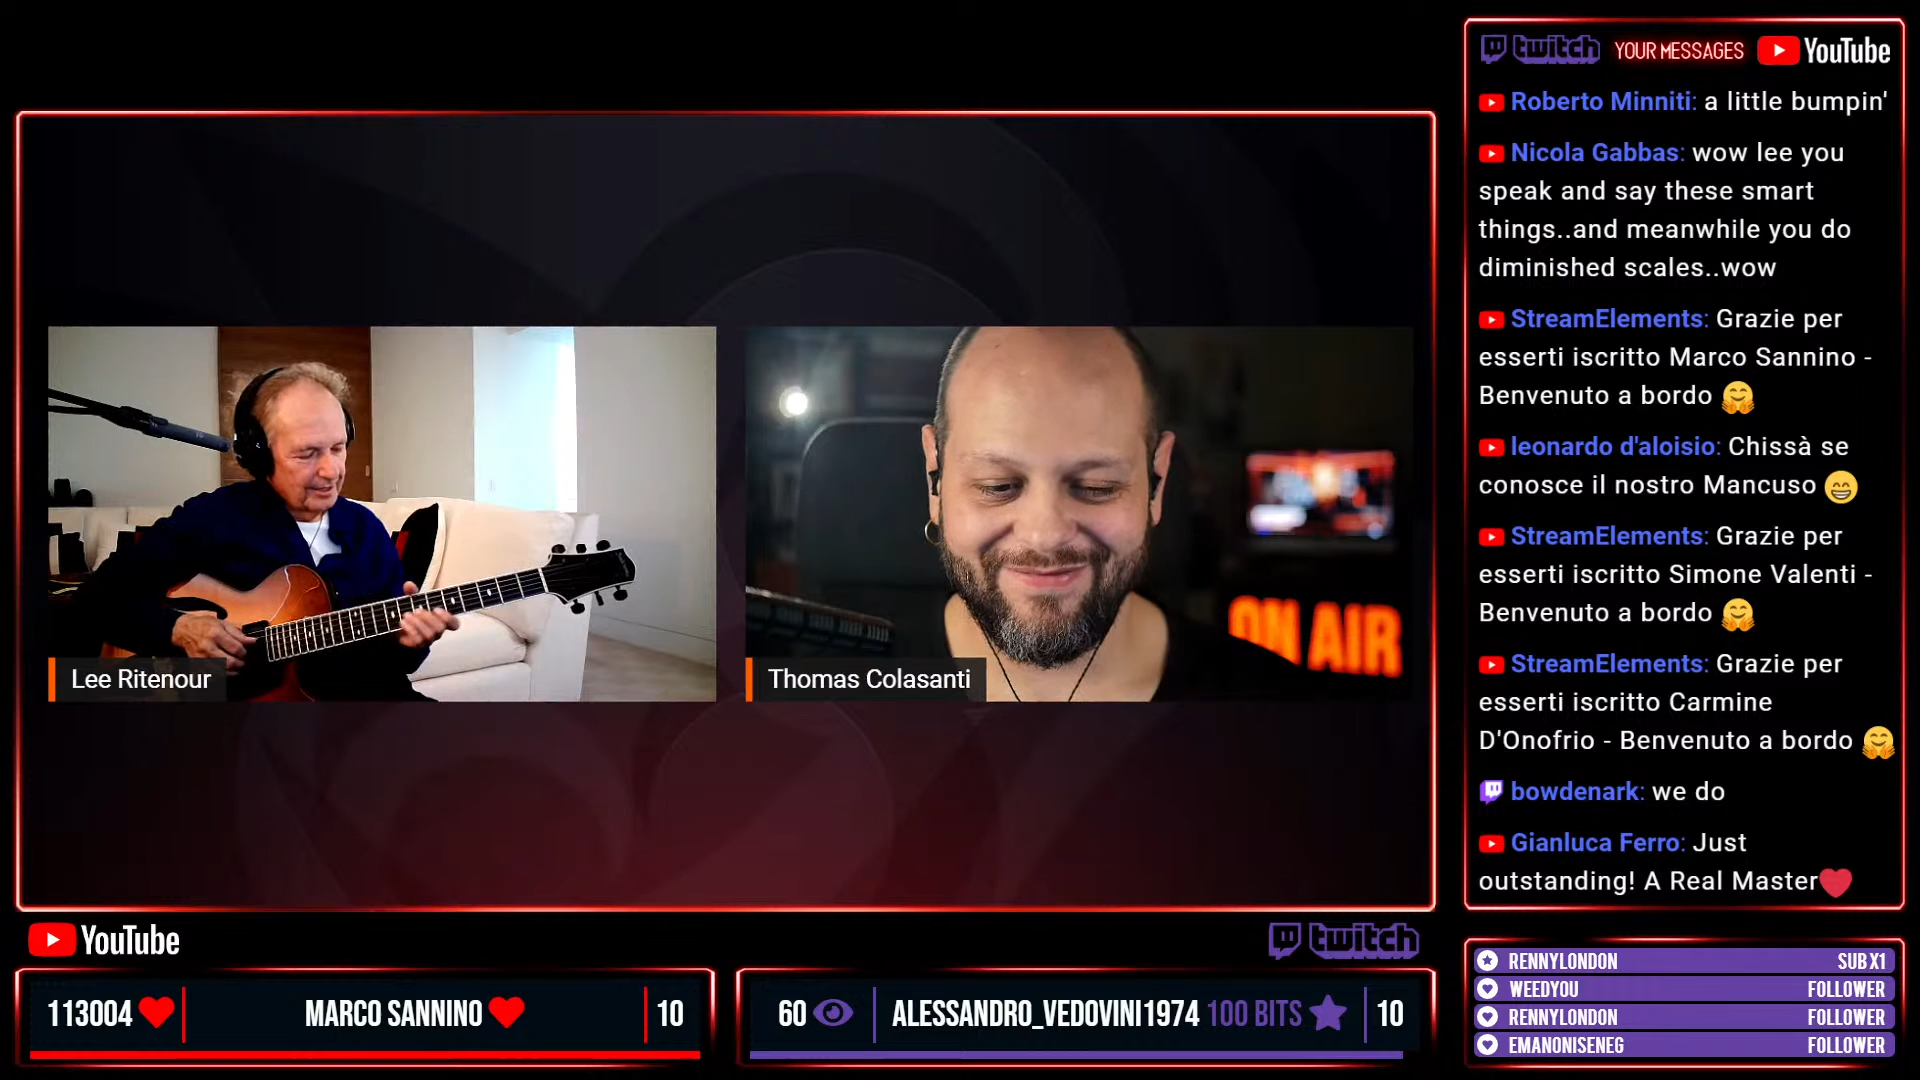 Lee Ritenour
Thomas Colasanti
ON AIR
twitch YOUR MESSAGES YouTube
Roberto Minniti: a little bumpin'
Nicola Gabbas: wow lee you
speak and say these smart
things..and meanwhile you do
diminished scales..wow
StreamElements: Grazie per
esserti iscritto Marco Sannino -
Benvenuto a bordo 🤗
leonardo d'aloisio: Chissà se
conosce il nostro Mancuso 😁
StreamElements: Grazie per
esserti iscritto Simone Valenti -
Benvenuto a bordo 🤗
StreamElements: Grazie per
esserti iscritto Carmine
D'Onofrio - Benvenuto a bordo 🤗
bowdenark: we do
Gianluca Ferro: Just
outstanding! A Real Master❤️
YouTube
twitch
113004 MARCO SANNINO 10
60 ALESSANDRO_VEDOVINI1974 100 BITS 10
RENNYLONDON SUB X1
WEEDYOU FOLLOWER
RENNYLONDON FOLLOWER
EMANONISENEG FOLLOWER